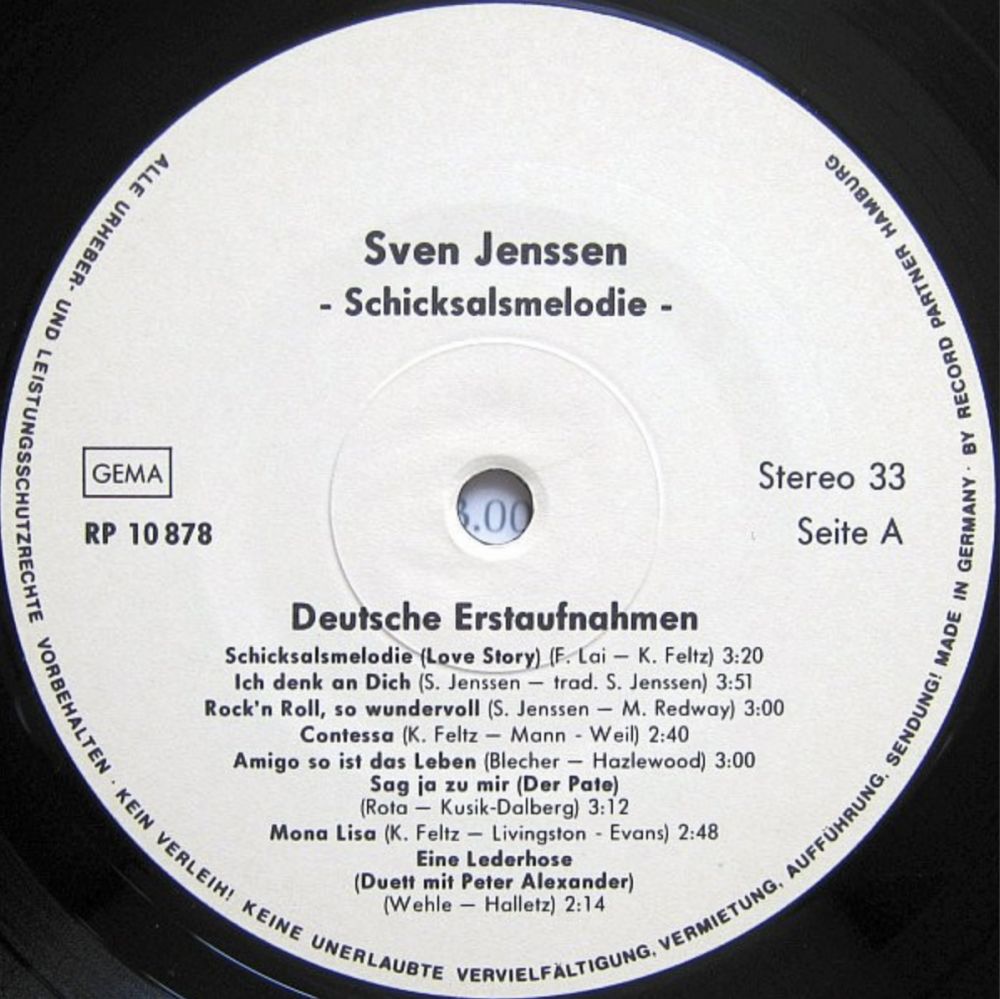 Sven Jenssen
- Schicksalsmelodie -
GEMA
RP 10 878
3.00
Stereo 33
Seite A
Deutsche Erstaufnahmen
Schicksalsmelodie (Love Story) (F. Lai – K. Feltz) 3:20
Ich denk an Dich (S. Jenssen – trad. S. Jenssen) 3:51
Rock'n Roll, so wundervoll (S. Jenssen – M. Redway) 3:00
Contessa (K. Feltz – Mann - Weil) 2:40
Amigo so ist das Leben (Blecher – Hazlewood) 3:00
Sag ja zu mir (Der Pate)
(Rota – Kusik-Dalberg) 3:12
Mona Lisa (K. Feltz – Livingston - Evans) 2:48
Eine Lederhose
(Duett mit Peter Alexander)
(Wehle – Halletz) 2:14
ALLE URHEBER- UND LEISTUNGSSCHUTZRECHTE VORBEHALTEN · KEIN VERLEIH! KEINE UNERLAUBTE VERVIELFÄLTIGUNG, VERMIETUNG, AUFFÜHRUNG, SENDUNG! MADE IN GERMANY · BY RECORD PARTNER HAMBURG